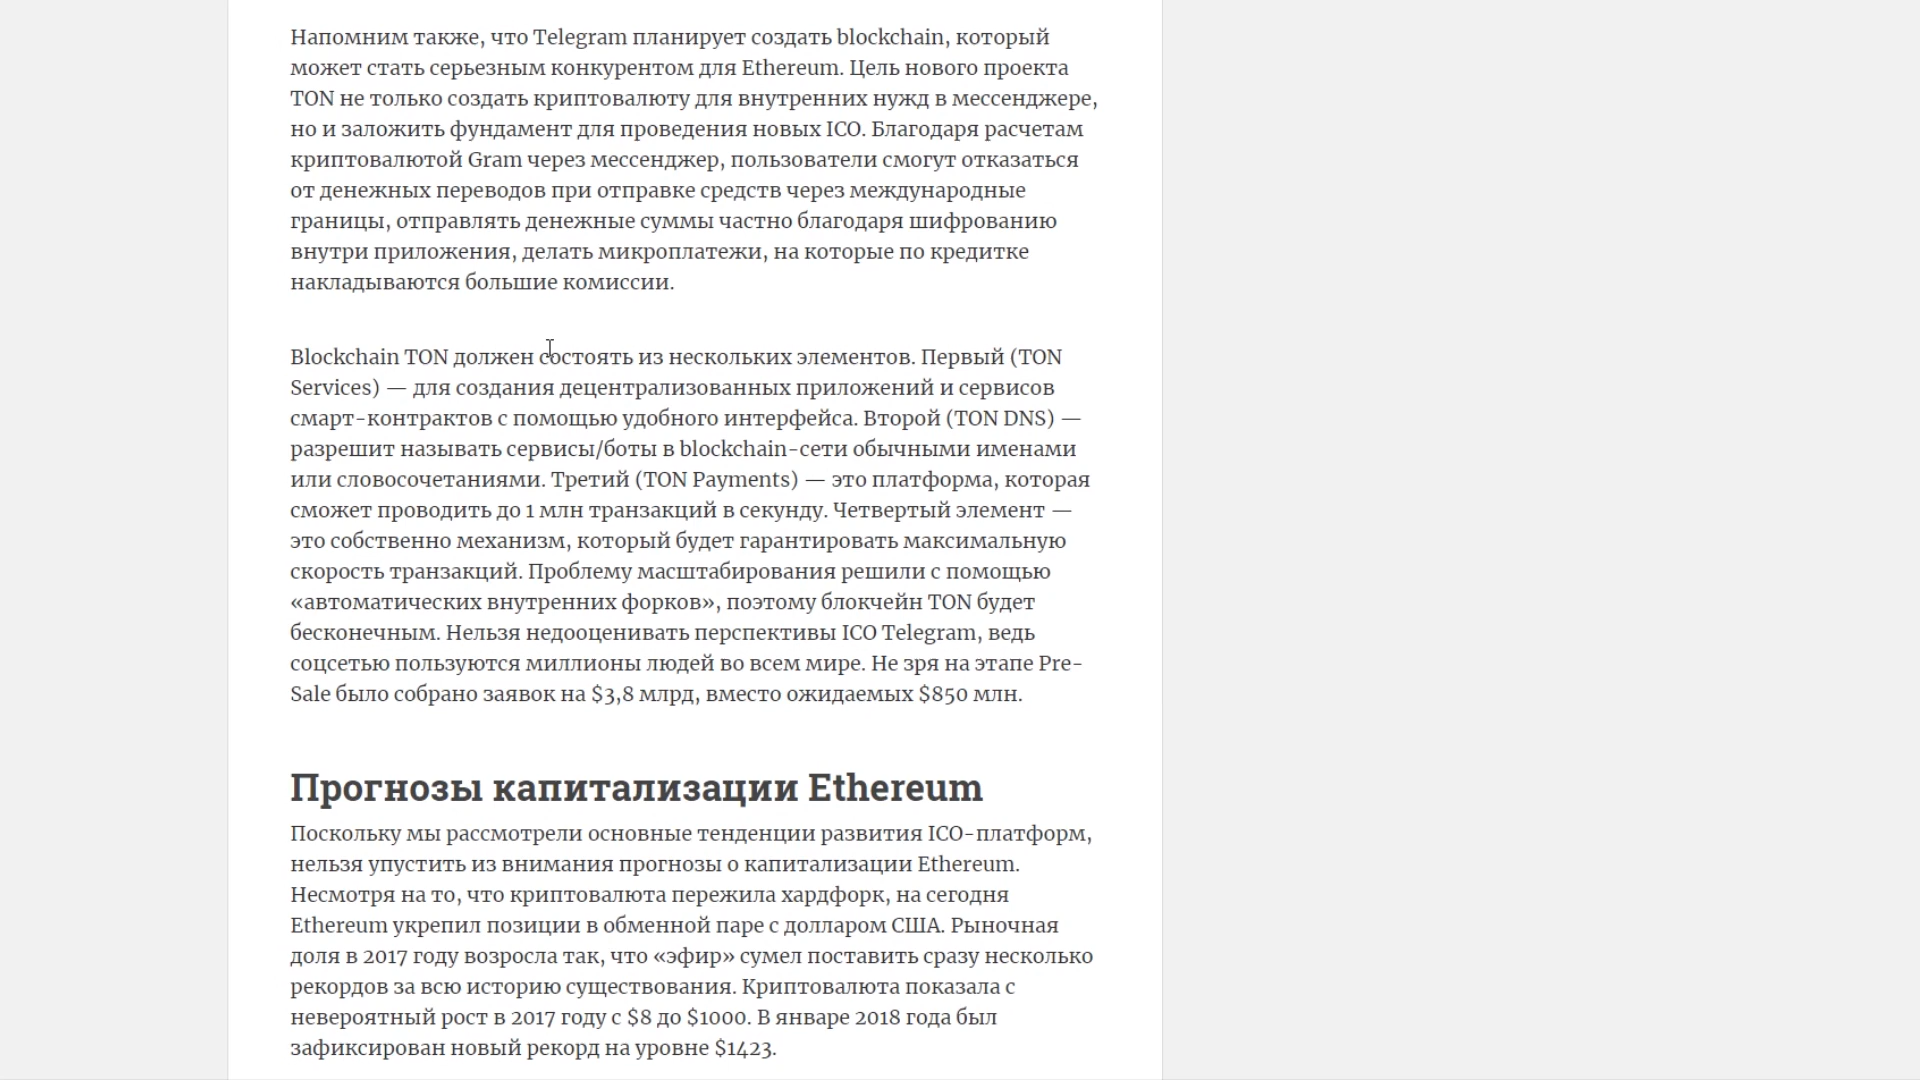 Напомним также, что Telegram планирует создать blockchain, который
может стать серьезным конкурентом для Ethereum. Цель нового проекта
TON не только создать криптовалюту для внутренних нужд в мессенджере,
но и заложить фундамент для проведения новых ICO. Благодаря расчетам
криптовалютой Gram через мессенджер, пользователи смогут отказаться
от денежных переводов при отправке средств через международные
границы, отправлять денежные суммы частно благодаря шифрованию
внутри приложения, делать микроплатежи, на которые по кредитке
накладываются большие комиссии.
Blockchain TON должен состоять из нескольких элементов. Первый (TON
Services) — для создания децентрализованных приложений и сервисов
смарт-контрактов с помощью удобного интерфейса. Второй (TON DNS) —
разрешит называть сервисы/боты в blockchain-сети обычными именами
или словосочетаниями. Третий (TON Payments) — это платформа, которая
сможет проводить до 1 млн транзакций в секунду. Четвертый элемент —
это собственно механизм, который будет гарантировать максимальную
скорость транзакций. Проблему масштабирования решили с помощью
«автоматических внутренних форков», поэтому блокчейн TON будет
бесконечным. Нельзя недооценивать перспективы ICO Telegram, ведь
соцсетью пользуются миллионы людей во всем мире. Не зря на этапе Pre-
Sale было собрано заявок на $3,8 млрд, вместо ожидаемых $850 млн.
Прогнозы капитализации Ethereum
Поскольку мы рассмотрели основные тенденции развития ICO-платформ,
нельзя упустить из внимания прогнозы о капитализации Ethereum.
Несмотря на то, что криптовалюта пережила хардфорк, на сегодня
Ethereum укрепил позиции в обменной паре с долларом США. Рыночная
доля в 2017 году возросла так, что «эфир» сумел поставить сразу несколько
рекордов за всю историю существования. Криптовалюта показала с
невероятный рост в 2017 году с $8 до $1000. В январе 2018 года был
зафиксирован новый рекорд на уровне $1423.